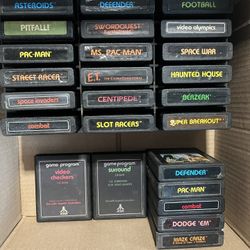 ASTEROIDS
DEFENDER
FOOTBALL
PITFALL!
SWORDQUEST
video olympics
PAC-MAN
MS. PAC-MAN
SPACE WAR
STREET RACER
E.T.
HAUNTED HOUSE
space invaders
CENTIPEDE
BERZERK
combat
SLOT RACERS
SUPER BREAKOUT
game program
video
checkers
game program
surround
DEFENDER
PAC-MAN
combat
DODGE 'EM
MAZE CRAZE
ATARI